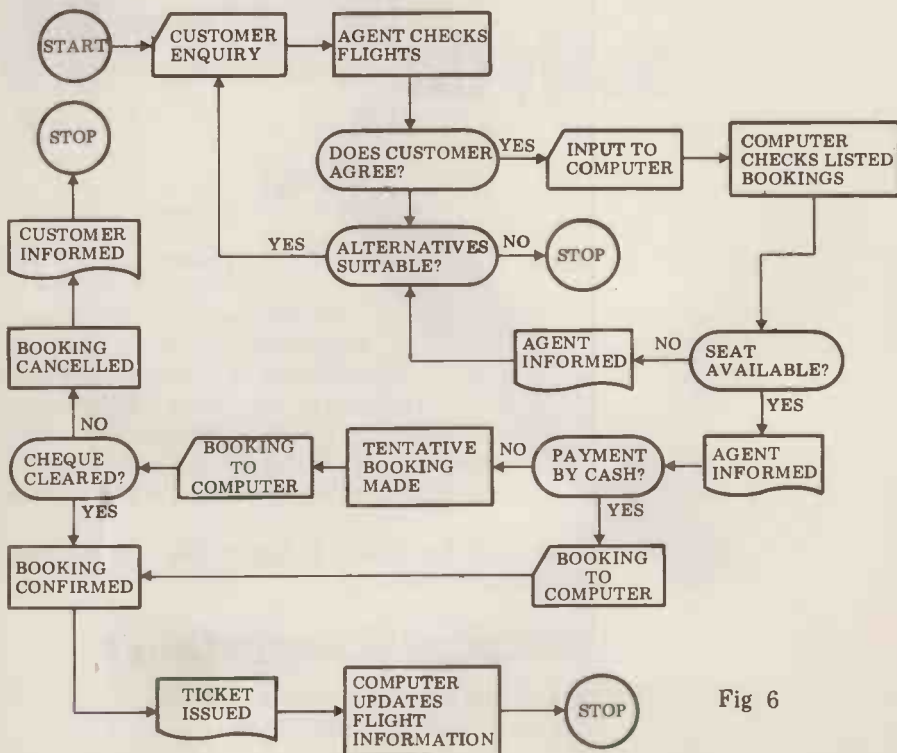 START
CUSTOMER
ENQUIRY
AGENT CHECKS
FLIGHTS
STOP
DOES CUSTOMER
AGREE?
YES
INPUT TO
COMPUTER
COMPUTER
CHECKS LISTED
BOOKINGS
CUSTOMER
INFORMED
YES
ALTERNATIVES
SUITABLE?
NO
STOP
BOOKING
CANCELLED
AGENT
INFORMED
NO
SEAT
AVAILABLE?
YES
NO
CHEQUE
CLEARED?
BOOKING
TO
COMPUTER
TENTATIVE
BOOKING
MADE
NO
PAYMENT
BY CASH?
AGENT
INFORMED
YES
YES
BOOKING
CONFIRMED
BOOKING
TO
COMPUTER
TICKET
ISSUED
COMPUTER
UPDATES
FLIGHT
INFORMATION
STOP
Fig 6